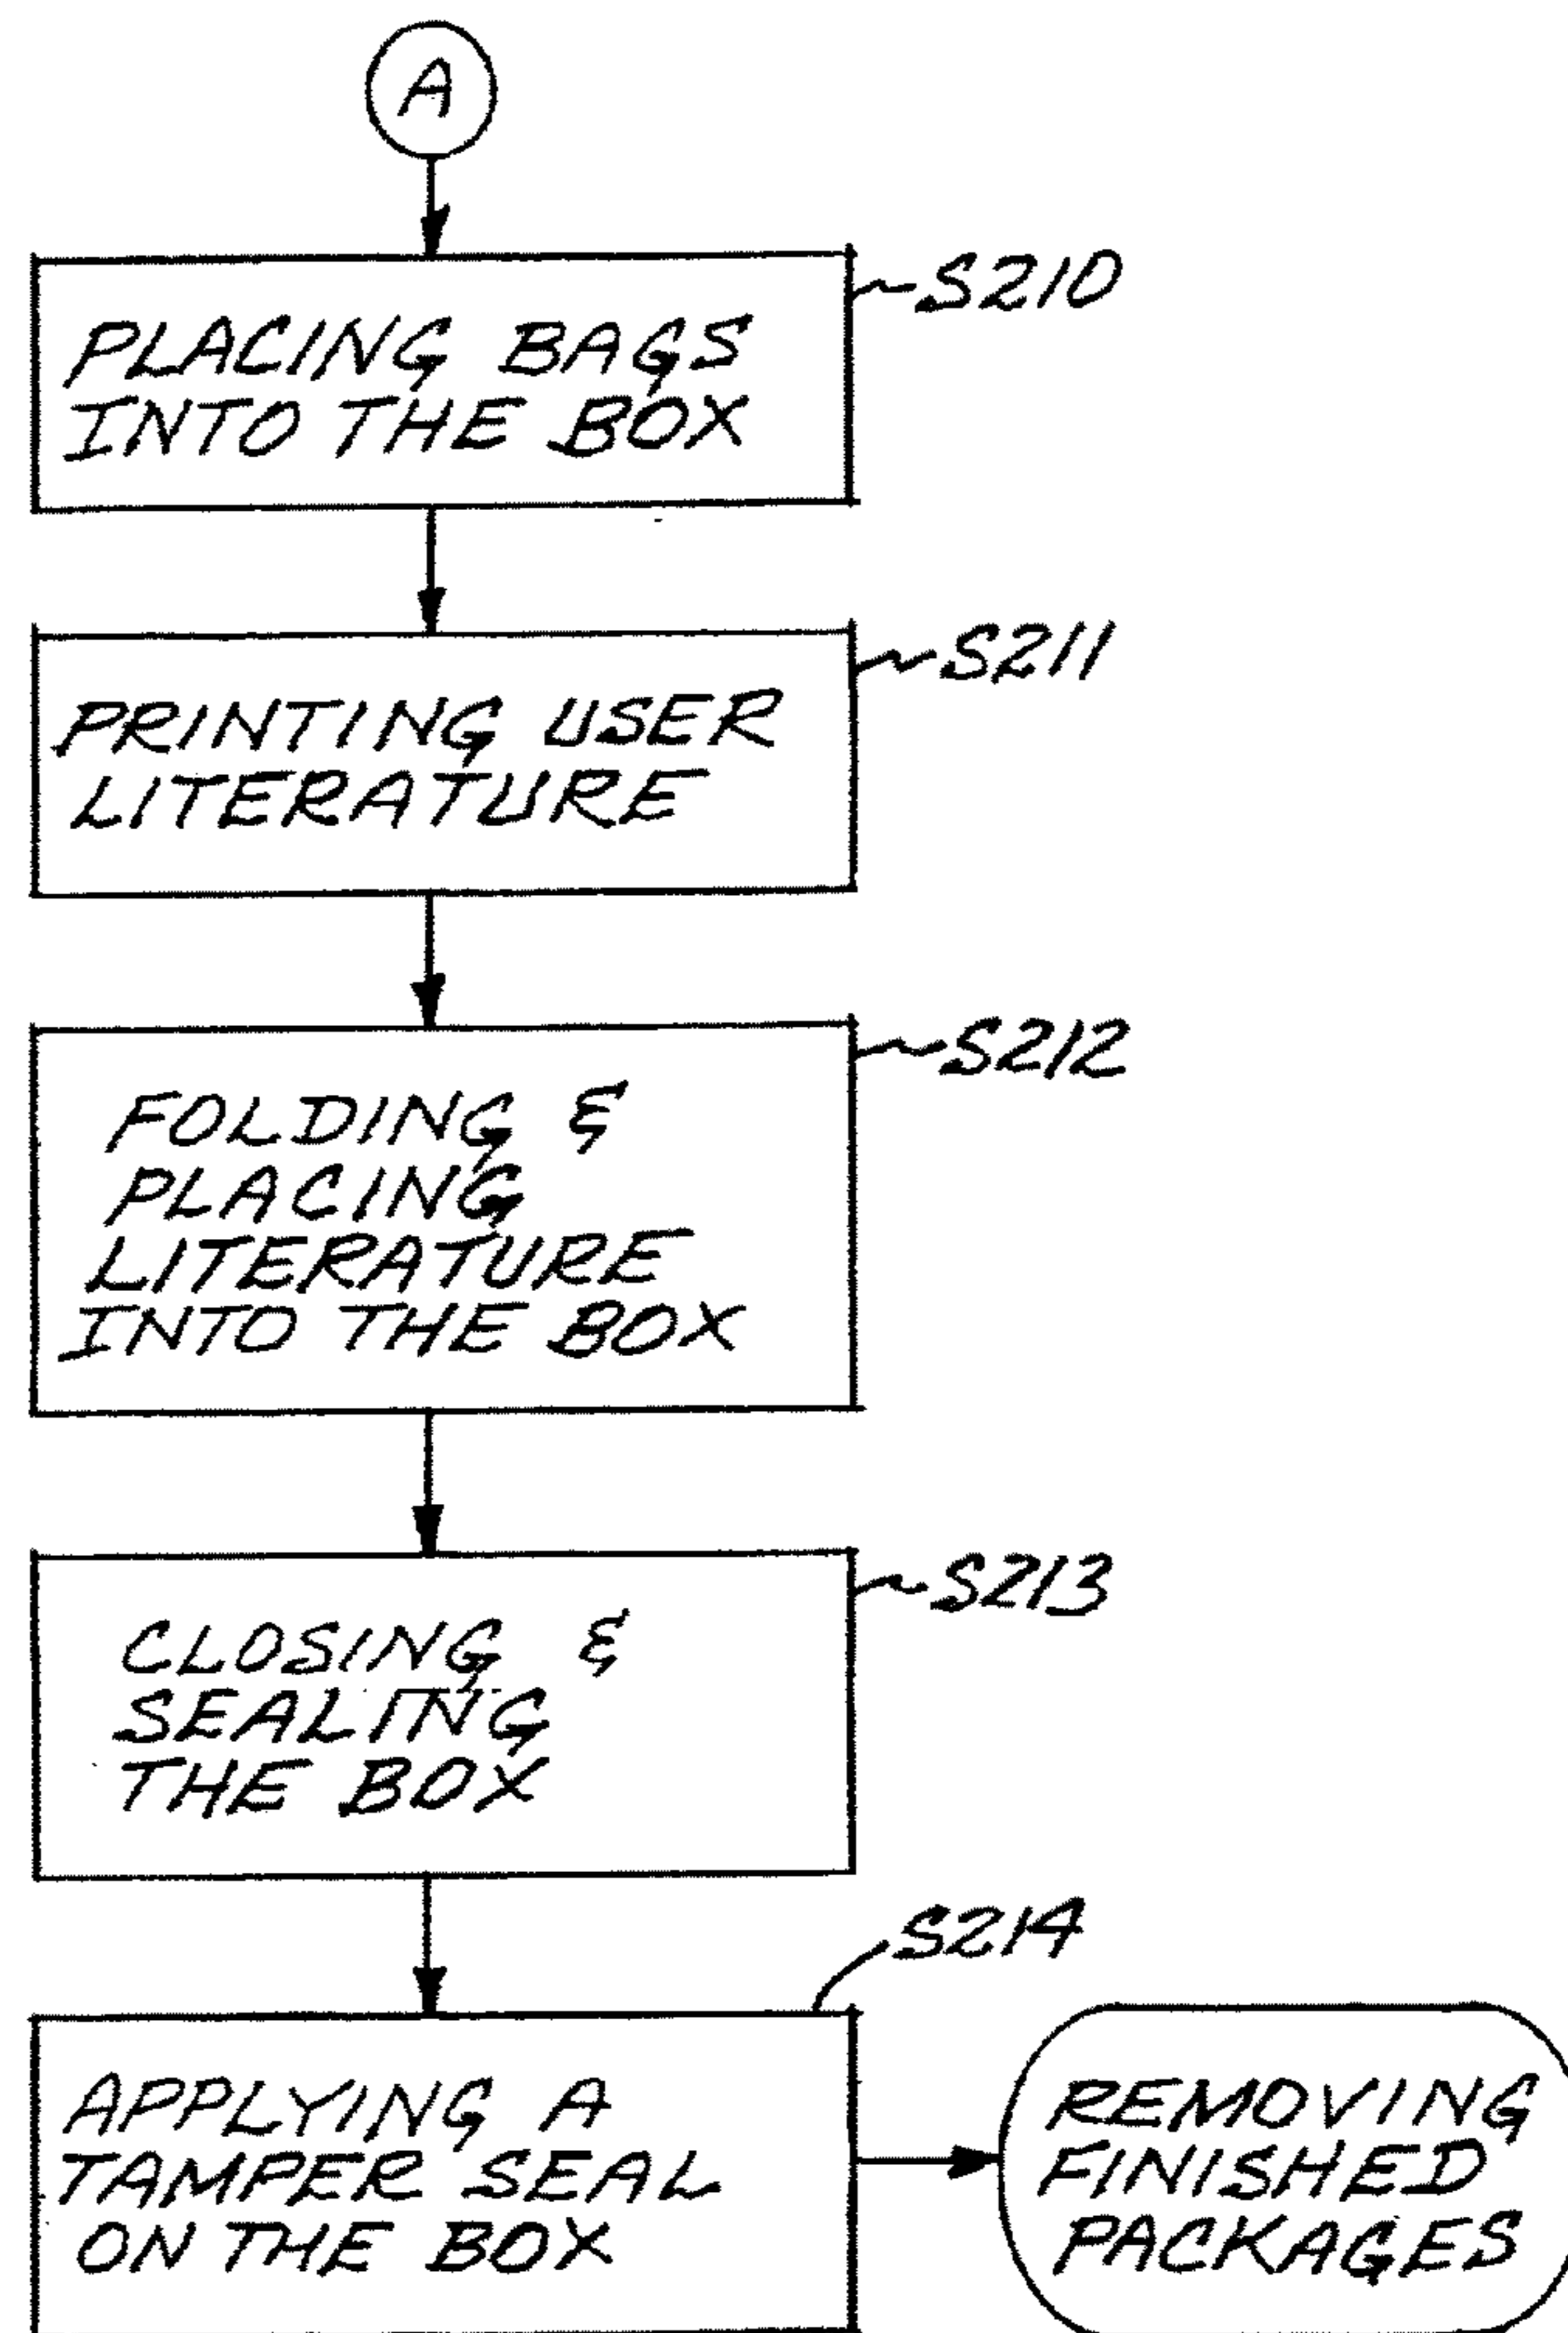 A
PLACING BAGS
INTO THE BOX
S210
PRINTING USER
LITERATURE
S211
FOLDING &
PLACING
LITERATURE
INTO THE BOX
S212
CLOSING &
SEALING
THE BOX
S213
APPLYING A
TAMPER SEAL
ON THE BOX
S214
REMOVING
FINISHED
PACKAGES